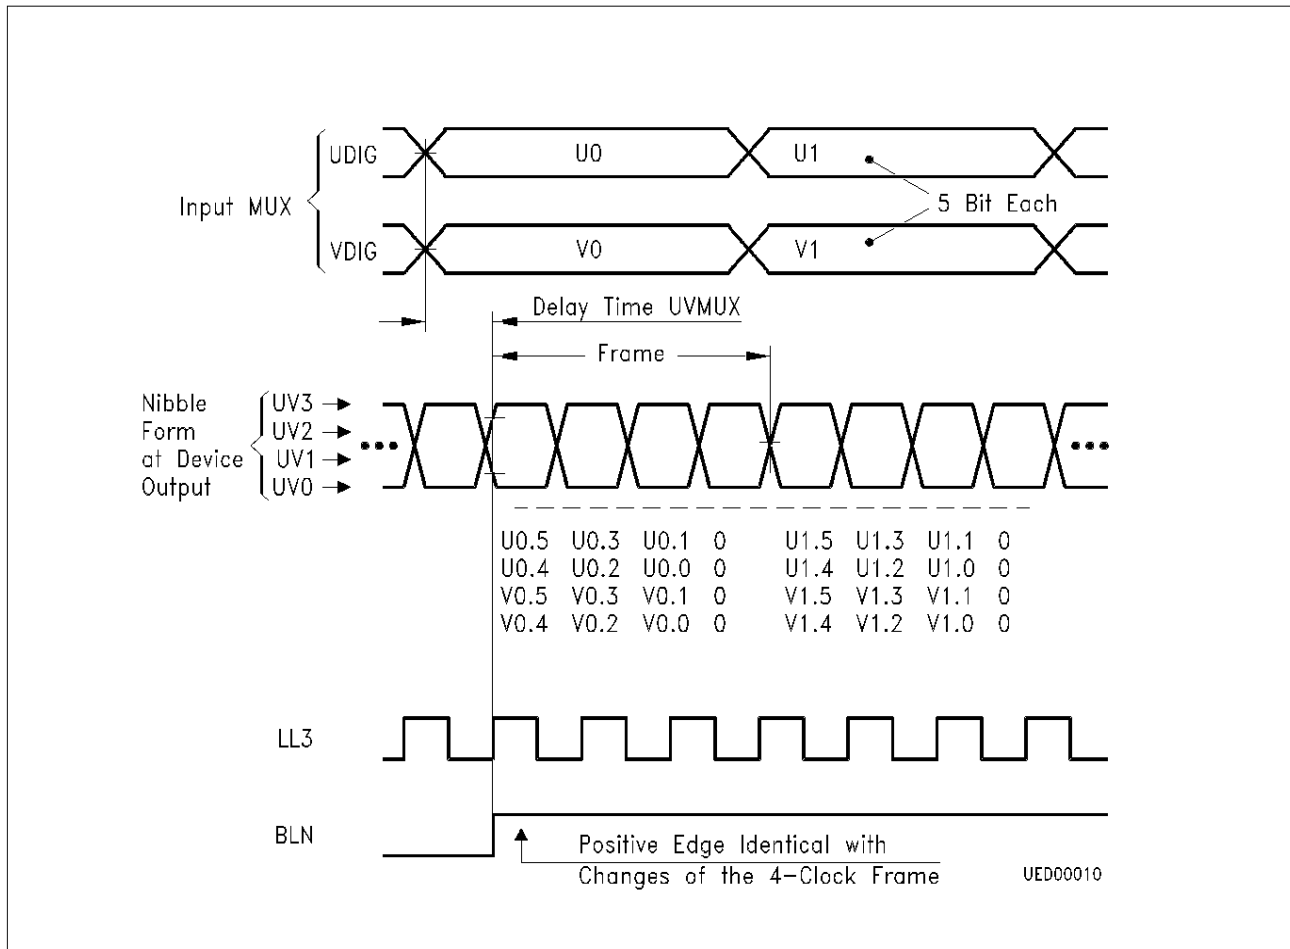 UDIG
U0
U1
Input MUX
5 Bit Each
VDIG
V0
V1
Delay Time UVMUX
Frame
Nibble
Form
at Device
Output
UV3
UV2
UV1
UV0
U0.5 U0.3 U0.1 0 U1.5 U1.3 U1.1 0
U0.4 U0.2 U0.0 0 U1.4 U1.2 U1.0 0
V0.5 V0.3 V0.1 0 V1.5 V1.3 V1.1 0
V0.4 V0.2 V0.0 0 V1.4 V1.2 V1.0 0
LL3
BLN
Positive Edge Identical with
Changes of the 4-Clock Frame
UED00010